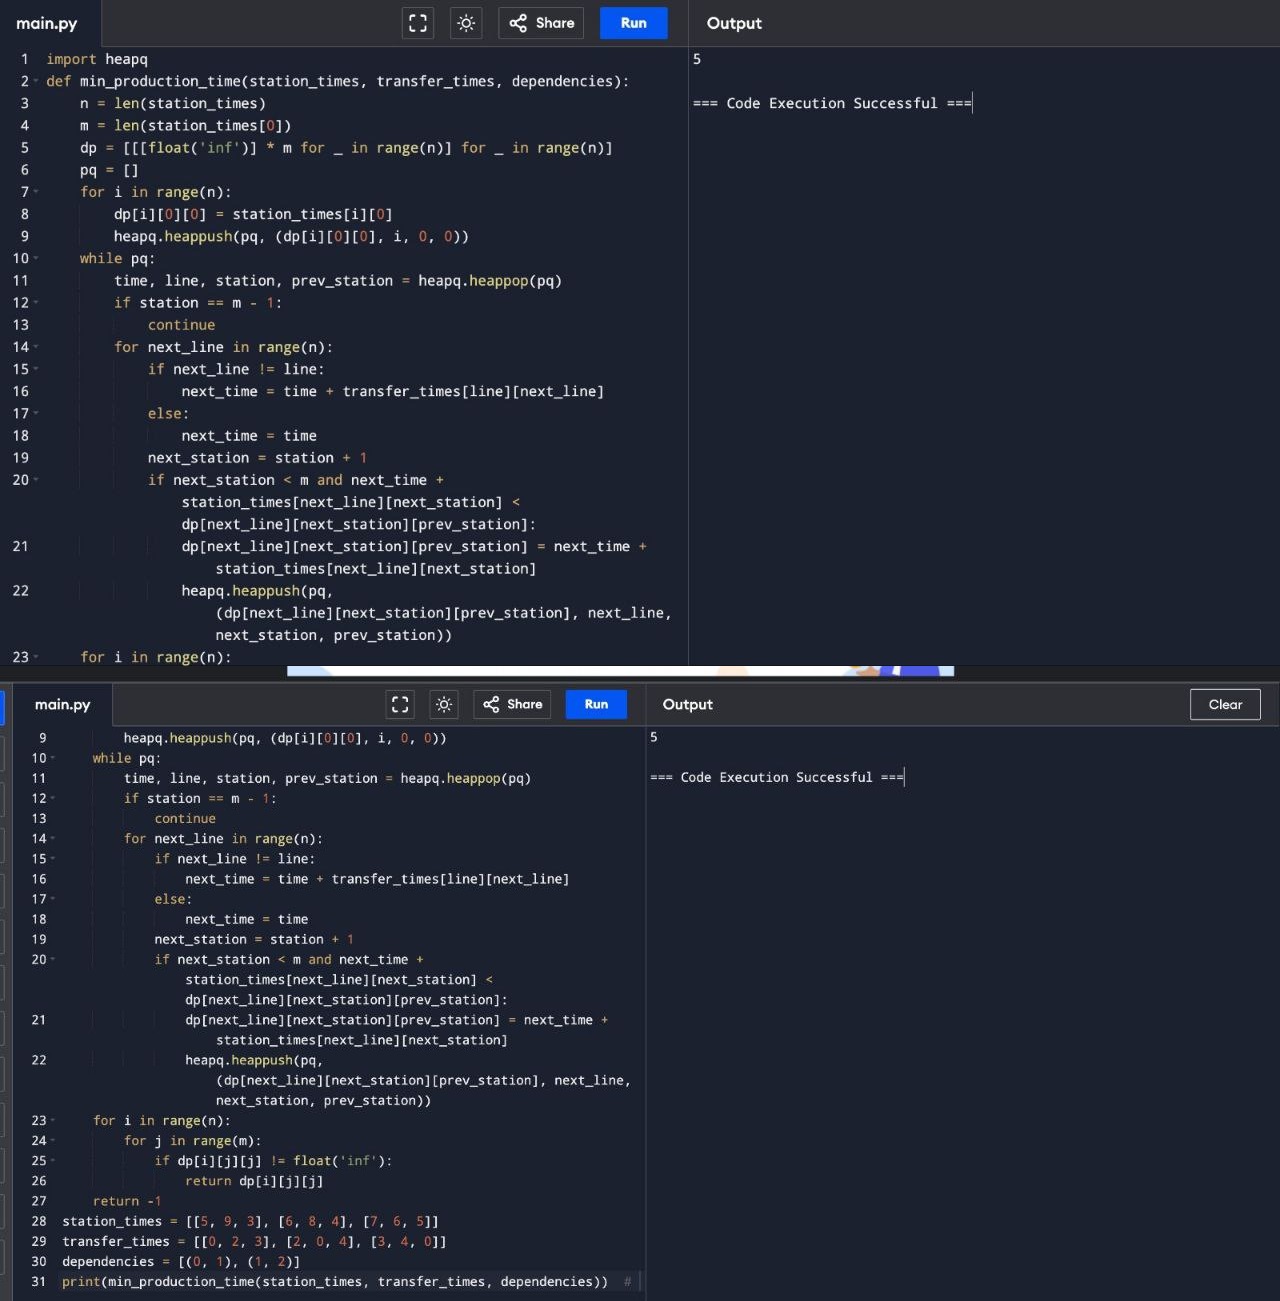 main.py
Share
Run
Output
1 import heapq
2 def min_production_time(station_times, transfer_times, dependencies):
3     n = len(station_times)
4     m = len(station_times[0])
5     dp = [[[float('inf')] * m for _ in range(n)] for _ in range(n)]
6     pq = []
7     for i in range(n):
8         dp[i][0][0] = station_times[i][0]
9         heapq.heappush(pq, (dp[i][0][0], i, 0, 0))
10     while pq:
11         time, line, station, prev_station = heapq.heappop(pq)
12         if station == m - 1:
13             continue
14         for next_line in range(n):
15             if next_line != line:
16                 next_time = time + transfer_times[line][next_line]
17             else:
18                 next_time = time
19             next_station = station + 1
20             if next_station < m and next_time +
                station_times[next_line][next_station] <
                dp[next_line][next_station][prev_station]:
21                 dp[next_line][next_station][prev_station] = next_time +
                    station_times[next_line][next_station]
22                 heapq.heappush(pq,
                    (dp[next_line][next_station][prev_station], next_line,
                    next_station, prev_station))
23     for i in range(n):
5
=== Code Execution Successful ===
main.py
Share
Run
Output
Clear
9         heapq.heappush(pq, (dp[i][0][0], i, 0, 0))
10     while pq:
11         time, line, station, prev_station = heapq.heappop(pq)
12         if station == m - 1:
13             continue
14         for next_line in range(n):
15             if next_line != line:
16                 next_time = time + transfer_times[line][next_line]
17             else:
18                 next_time = time
19             next_station = station + 1
20             if next_station < m and next_time +
                station_times[next_line][next_station] <
                dp[next_line][next_station][prev_station]:
21                 dp[next_line][next_station][prev_station] = next_time +
                    station_times[next_line][next_station]
22                 heapq.heappush(pq,
                    (dp[next_line][next_station][prev_station], next_line,
                    next_station, prev_station))
23     for i in range(n):
24         for j in range(m):
25             if dp[i][j][j] != float('inf'):
26                 return dp[i][j][j]
27     return -1
28 station_times = [[5, 9, 3], [6, 8, 4], [7, 6, 5]]
29 transfer_times = [[0, 2, 3], [2, 0, 4], [3, 4, 0]]
30 dependencies = [(0, 1), (1, 2)]
31 print(min_production_time(station_times, transfer_times, dependencies))  #
5
=== Code Execution Successful ===